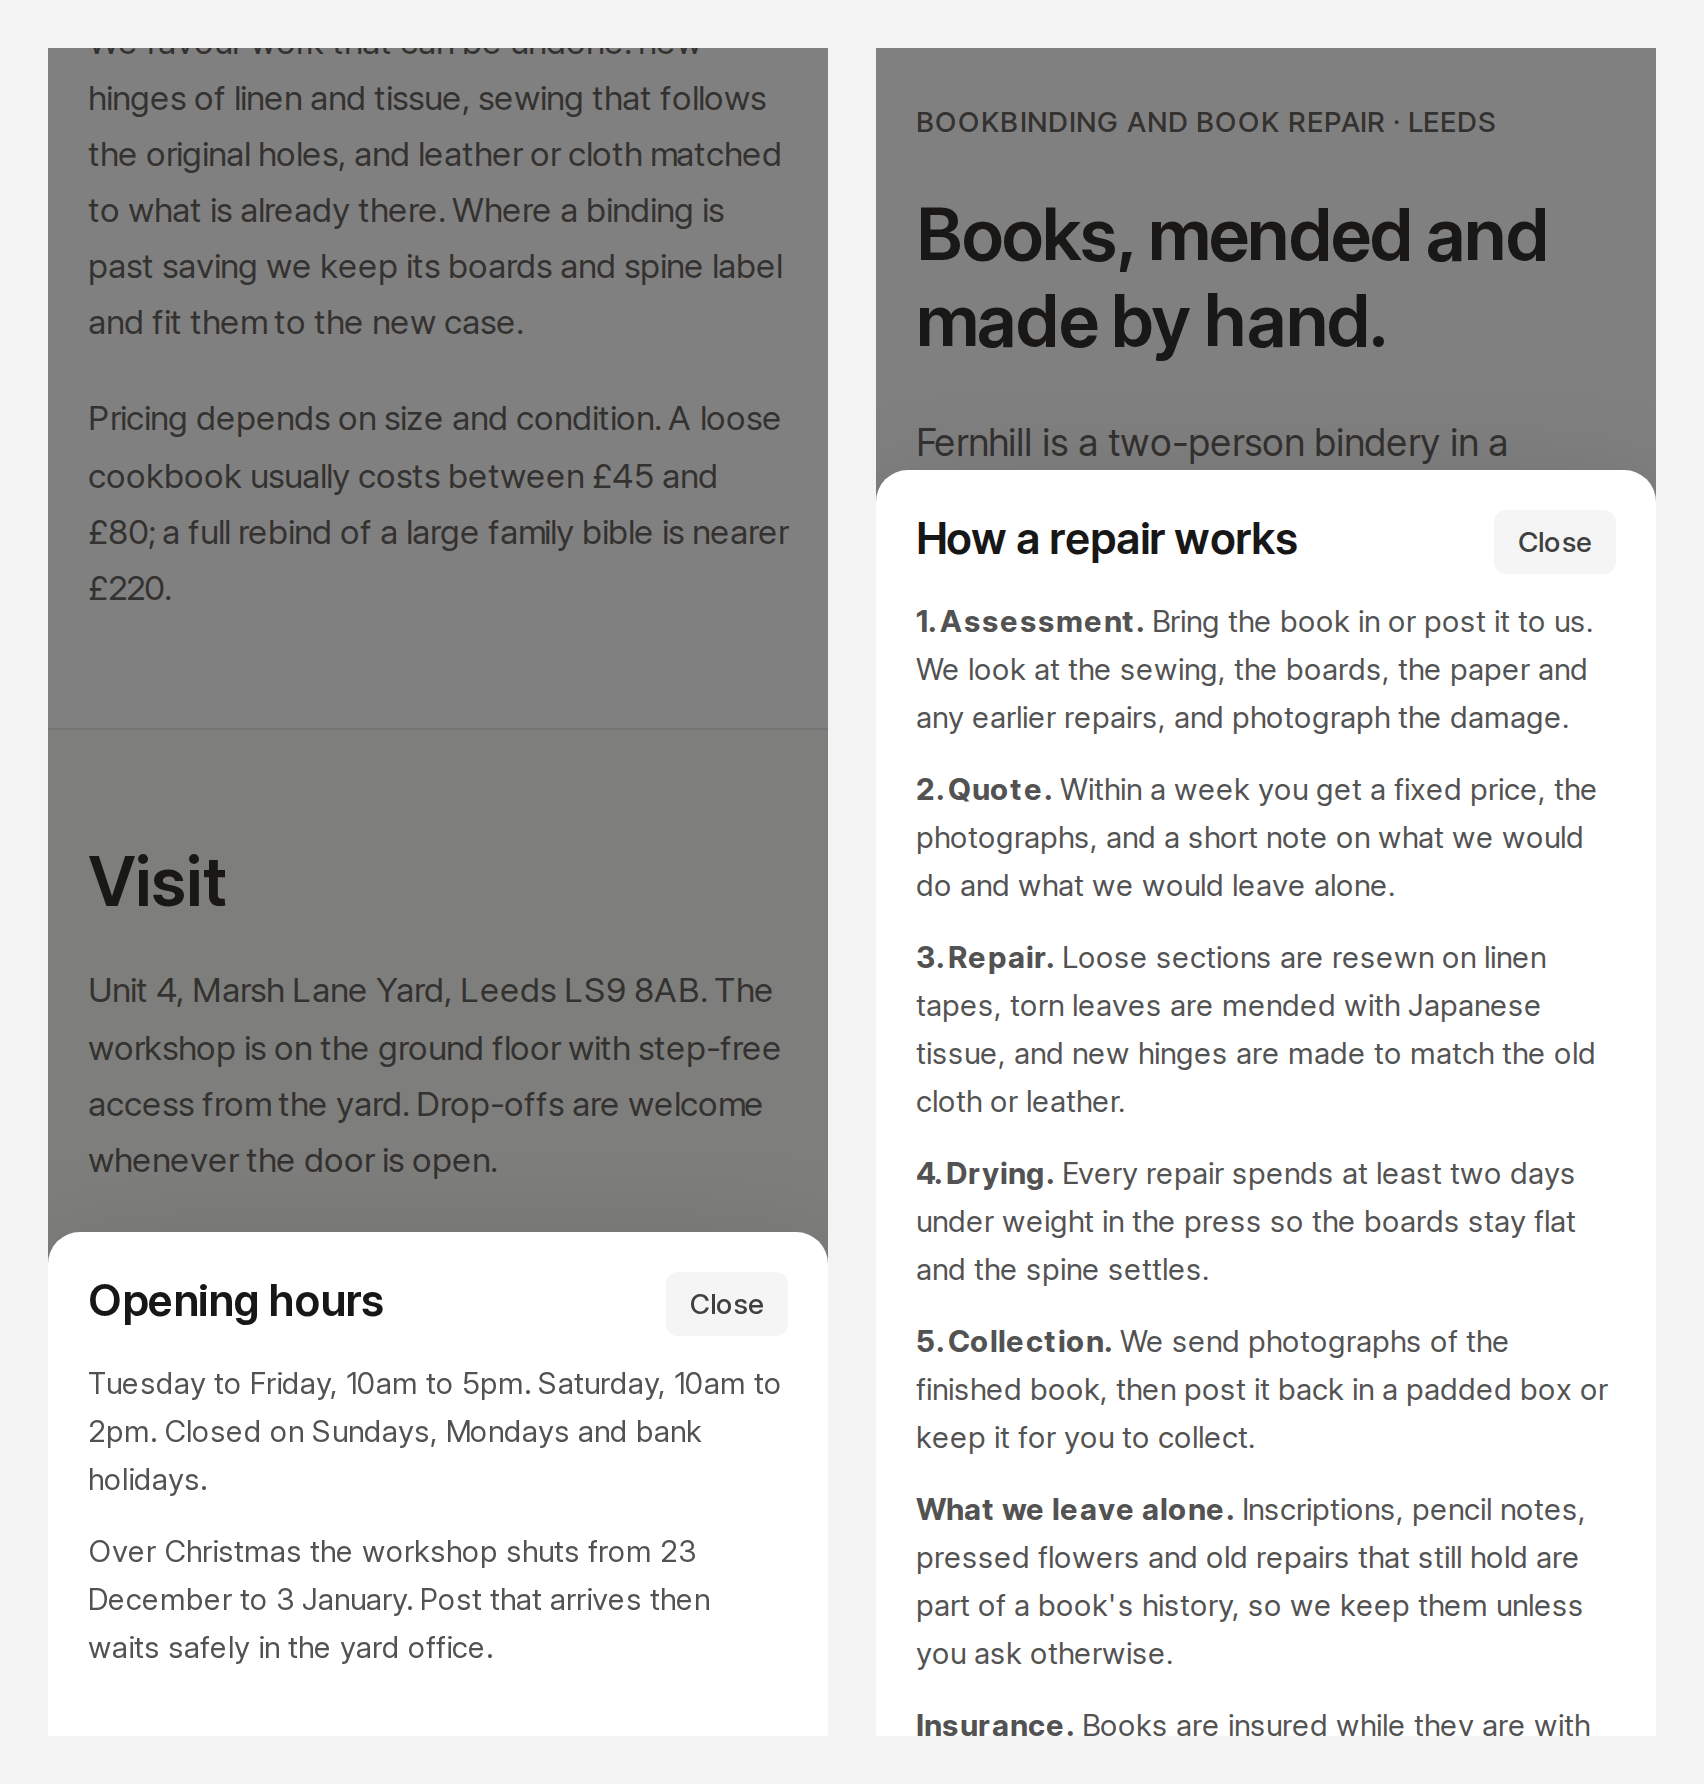 We favour work that can be undone: new
hinges of linen and tissue, sewing that follows
the original holes, and leather or cloth matched
to what is already there. Where a binding is
past saving we keep its boards and spine label
and fit them to the new case.
Pricing depends on size and condition. A loose
cookbook usually costs between £45 and
£80; a full rebind of a large family bible is nearer
£220.
Visit
Unit 4, Marsh Lane Yard, Leeds LS9 8AB. The
workshop is on the ground floor with step-free
access from the yard. Drop-offs are welcome
whenever the door is open.
Opening hours
Close
Tuesday to Friday, 10am to 5pm. Saturday, 10am to
2pm. Closed on Sundays, Mondays and bank
holidays.
Over Christmas the workshop shuts from 23
December to 3 January. Post that arrives then
waits safely in the yard office.
BOOKBINDING AND BOOK REPAIR · LEEDS
Books, mended and
made by hand.
Fernhill is a two-person bindery in a
How a repair works
Close
1. Assessment. Bring the book in or post it to us.
We look at the sewing, the boards, the paper and
any earlier repairs, and photograph the damage.
2. Quote. Within a week you get a fixed price, the
photographs, and a short note on what we would
do and what we would leave alone.
3. Repair. Loose sections are resewn on linen
tapes, torn leaves are mended with Japanese
tissue, and new hinges are made to match the old
cloth or leather.
4. Drying. Every repair spends at least two days
under weight in the press so the boards stay flat
and the spine settles.
5. Collection. We send photographs of the
finished book, then post it back in a padded box or
keep it for you to collect.
What we leave alone. Inscriptions, pencil notes,
pressed flowers and old repairs that still hold are
part of a book's history, so we keep them unless
you ask otherwise.
Insurance. Books are insured while they are with